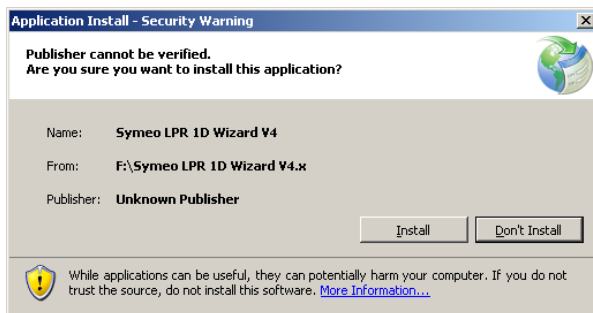 Application Install - Security Warning
Publisher cannot be verified.
Are you sure you want to install this application?
Name: Symeo LPR 1D Wizard V4
From: F:\Symeo LPR 1D Wizard V4.x
Publisher: Unknown Publisher
Install Don't Install
While applications can be useful, they can potentially harm your computer. If you do not
trust the source, do not install this software. More Information...